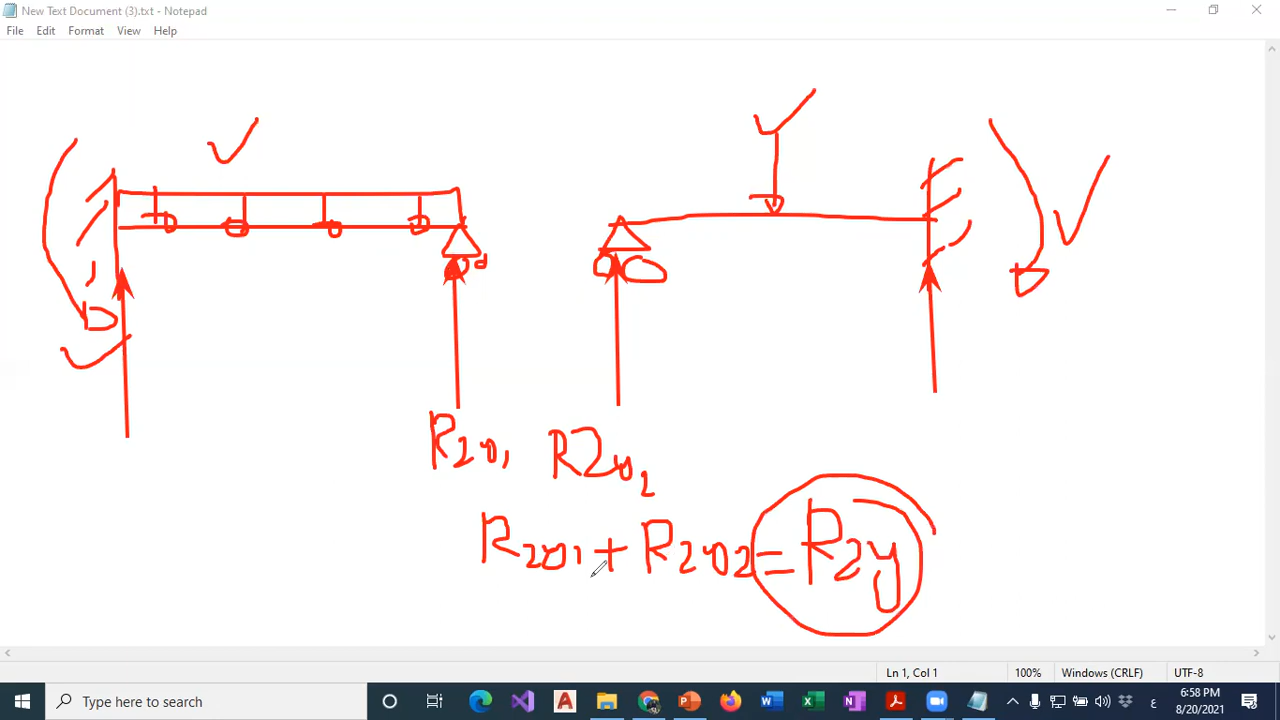 New Text Document (3).txt - Notepad
File Edit Format View Help
R2y1 R2y2
R2y1 + R2y2 = R2y
Ln 1, Col 1 100% Windows (CRLF) UTF-8
Type here to search
ع 6:58 PM
8/20/2021